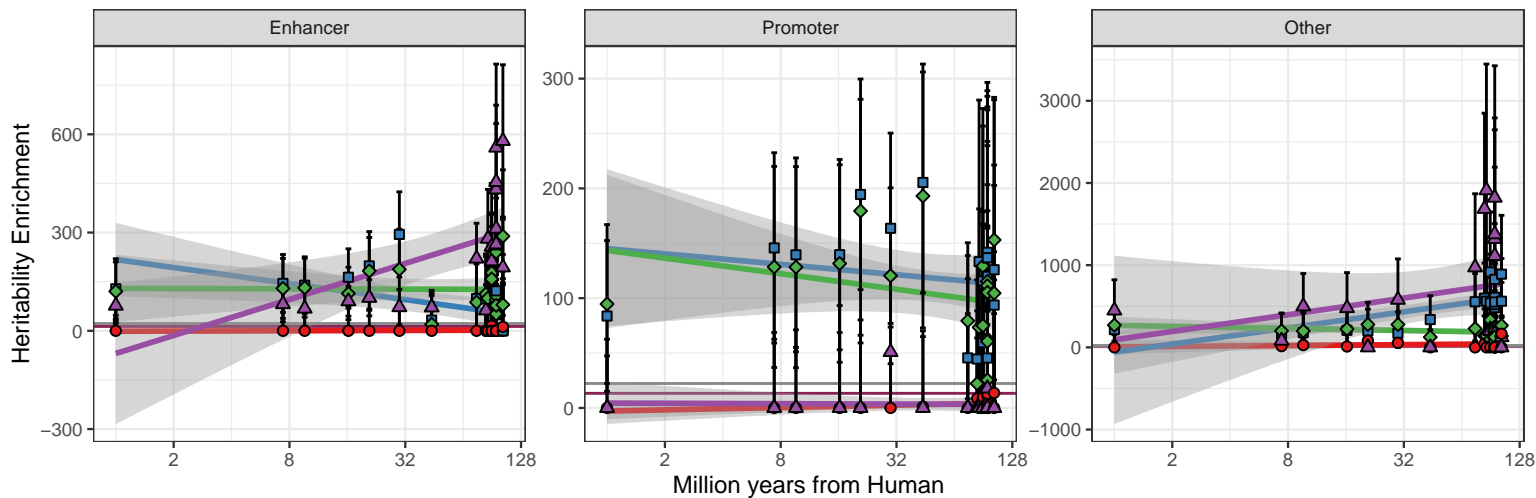 Enhancer
Promoter
Other
Heritability Enrichment
600
300
0
−300
300
200
100
0
3000
2000
1000
0
−1000
2 8 32 128
2 8 32 128
2 8 32 128
Million years from Human